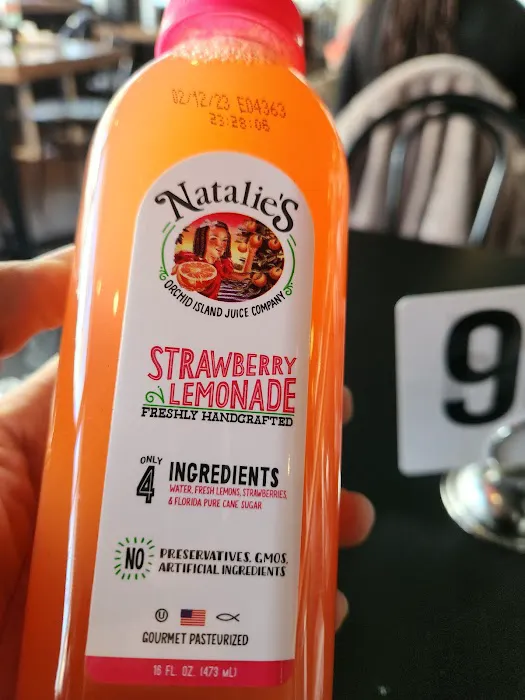 02/12/23 ED4363
23:28:06
NATALIE'S
ORCHID ISLAND JUICE COMPANY
STRAWBERRY
LEMONADE
FRESHLY HANDCRAFTED
ONLY
4 INGREDIENTS
WATER, FRESH LEMONS, STRAWBERRIES,
& FLORIDA PURE CANE SUGAR
NO PRESERVATIVES, GMOS,
ARTIFICIAL INGREDIENTS
U
GOURMET PASTEURIZED
16 FL. OZ. (473 mL)
9